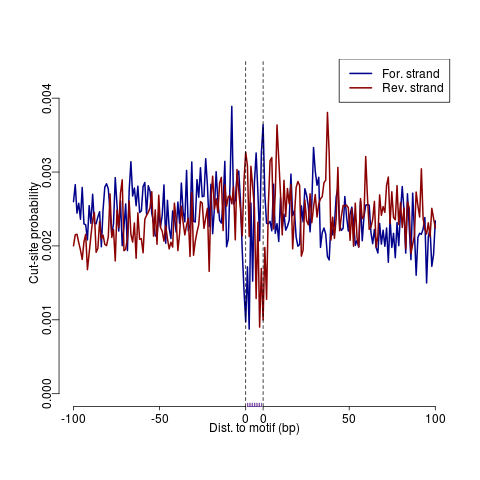 For. strand
Rev. strand
Cut-site probability
0.004
0.003
0.002
0.001
0.000
-100 -50 0 0 50 100
Dist. to motif (bp)